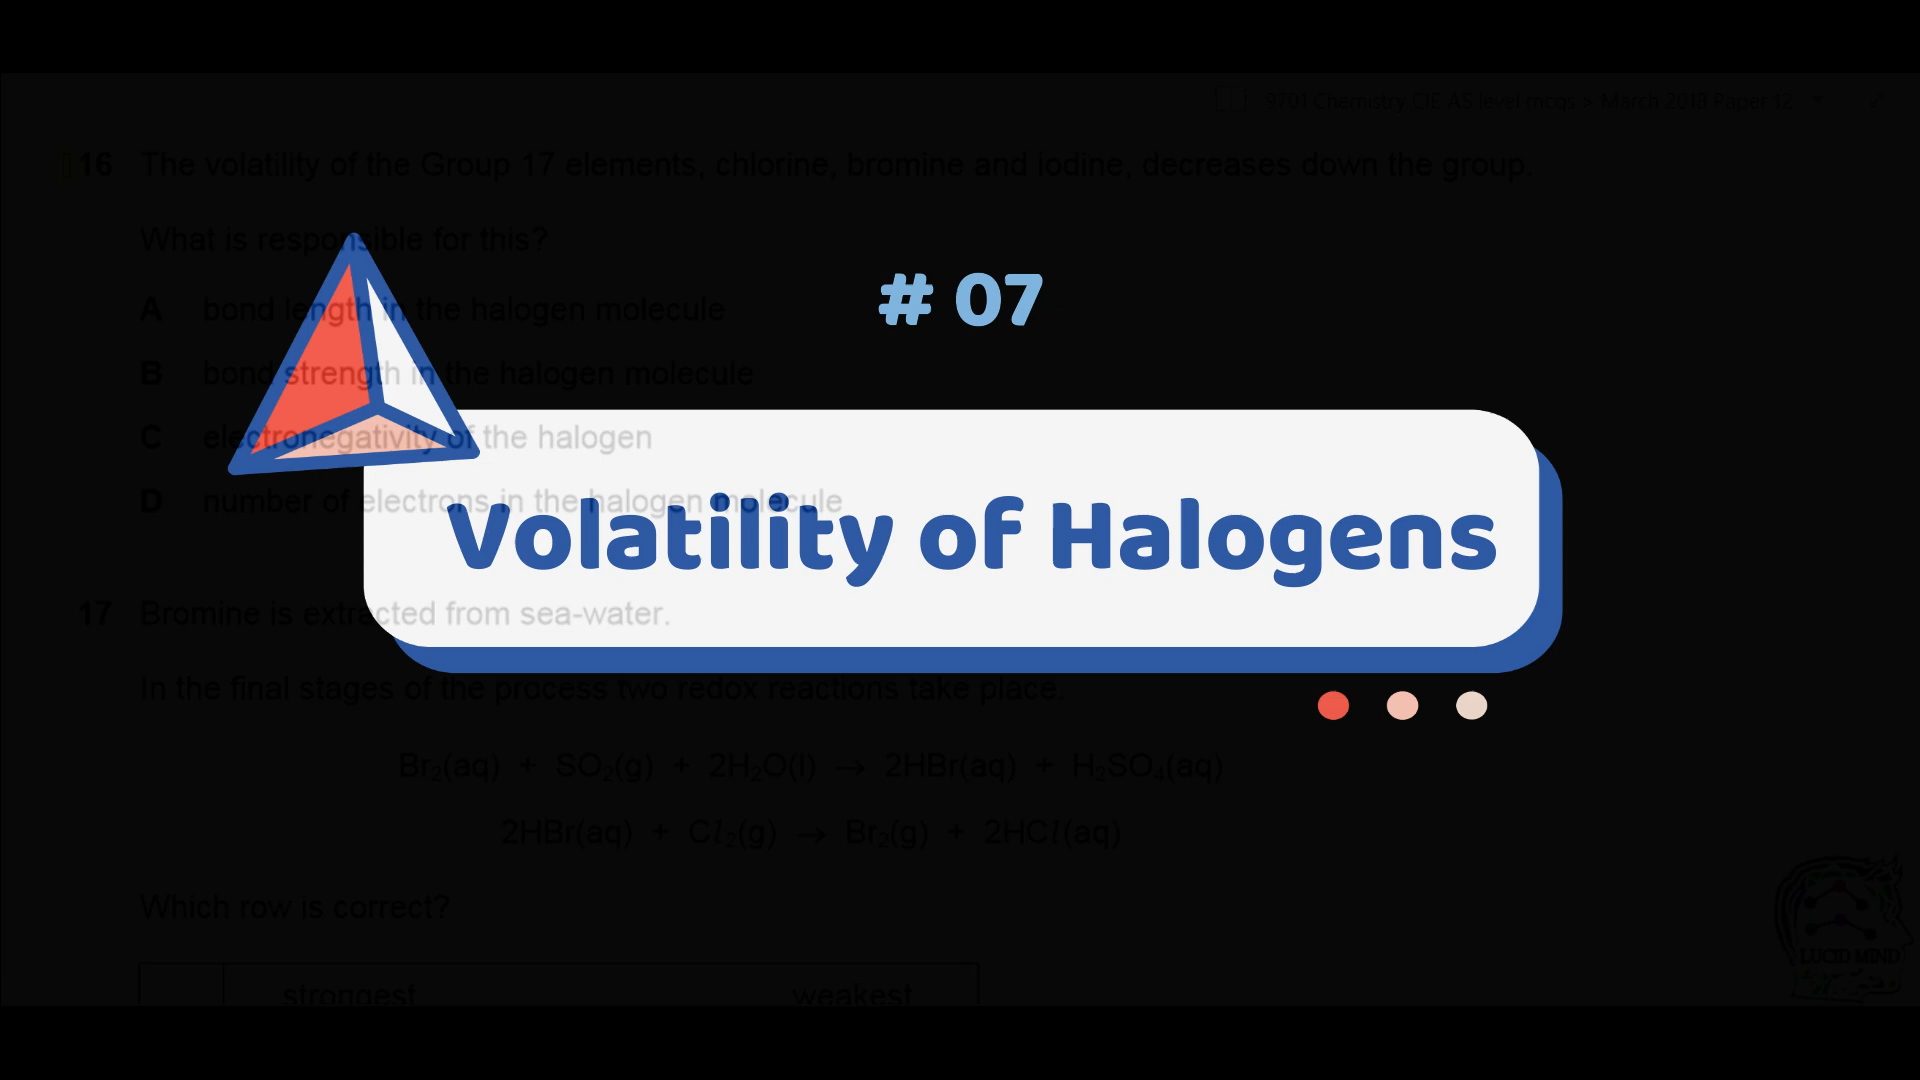 9701 Chemistry CIE AS level mcqs > March 2018 Paper 12
16 The volatility of the Group 17 elements, chlorine, bromine and iodine, decreases down the group.
What is responsible for this?
# 07
A bond length in the halogen molecule
B bond strength in the halogen molecule
C electronegativity of the halogen
D number of electrons in the halogen molecule
Volatility of Halogens
17 Bromine is extracted from sea-water.
In the final stages of the process two redox reactions take place.
Br₂(aq) + SO₂(g) + 2H₂O(l) → 2HBr(aq) + H₂SO₄(aq)
2HBr(aq) + Cl₂(g) → Br₂(g) + 2HCl(aq)
Which row is correct?
strongest weakest
LUCID MIND